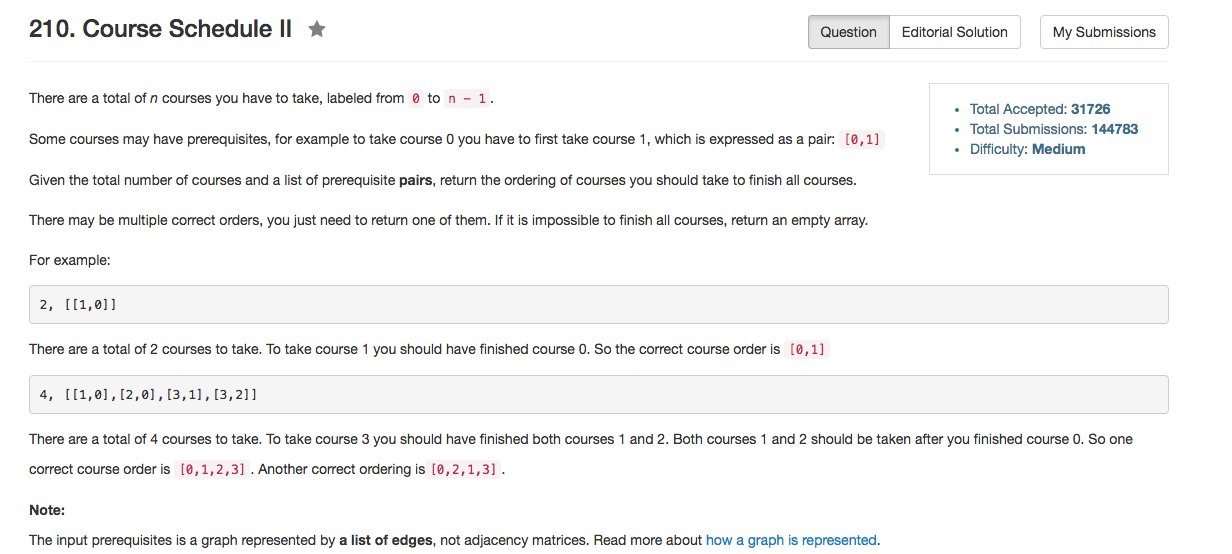 210. Course Schedule II ★
Question
Editorial Solution
My Submissions
There are a total of n courses you have to take, labeled from 0 to n - 1.
• Total Accepted: 31726
• Total Submissions: 144783
• Difficulty: Medium
Some courses may have prerequisites, for example to take course 0 you have to first take course 1, which is expressed as a pair: [0,1]
Given the total number of courses and a list of prerequisite pairs, return the ordering of courses you should take to finish all courses.
There may be multiple correct orders, you just need to return one of them. If it is impossible to finish all courses, return an empty array.
For example:
2, [[1,0]]
There are a total of 2 courses to take. To take course 1 you should have finished course 0. So the correct course order is [0,1]
4, [[1,0],[2,0],[3,1],[3,2]]
There are a total of 4 courses to take. To take course 3 you should have finished both courses 1 and 2. Both courses 1 and 2 should be taken after you finished course 0. So one
correct course order is [0,1,2,3]. Another correct ordering is [0,2,1,3].
Note:
The input prerequisites is a graph represented by a list of edges, not adjacency matrices. Read more about how a graph is represented.